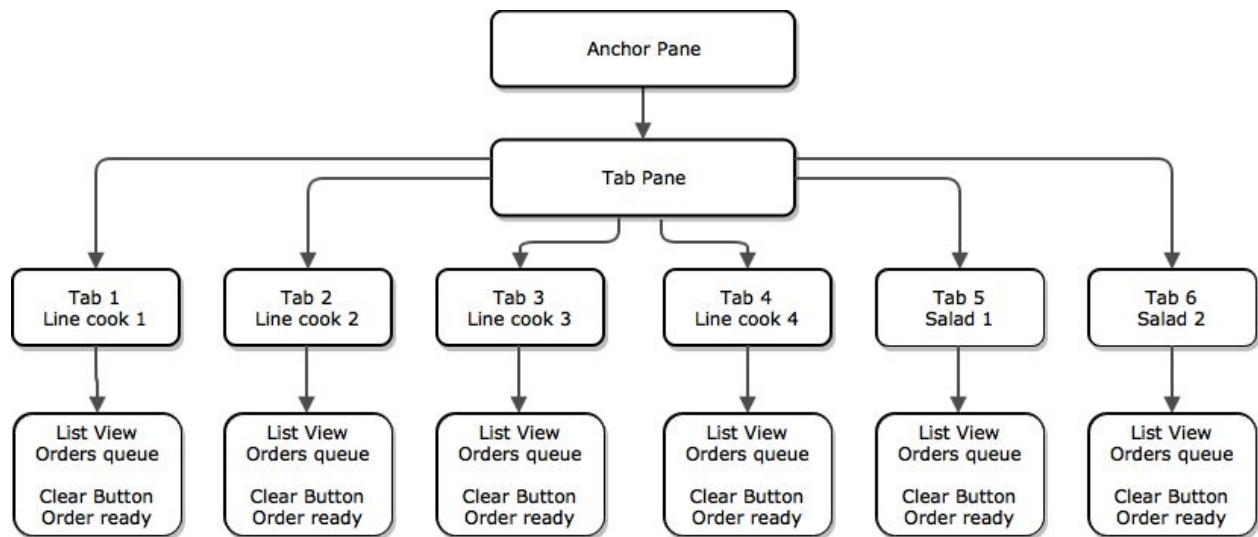 Anchor Pane
Tab Pane
Tab 1
Line cook 1
Tab 2
Line cook 2
Tab 3
Line cook 3
Tab 4
Line cook 4
Tab 5
Salad 1
Tab 6
Salad 2
List View
Orders queue
Clear Button
Order ready
List View
Orders queue
Clear Button
Order ready
List View
Orders queue
Clear Button
Order ready
List View
Orders queue
Clear Button
Order ready
List View
Orders queue
Clear Button
Order ready
List View
Orders queue
Clear Button
Order ready